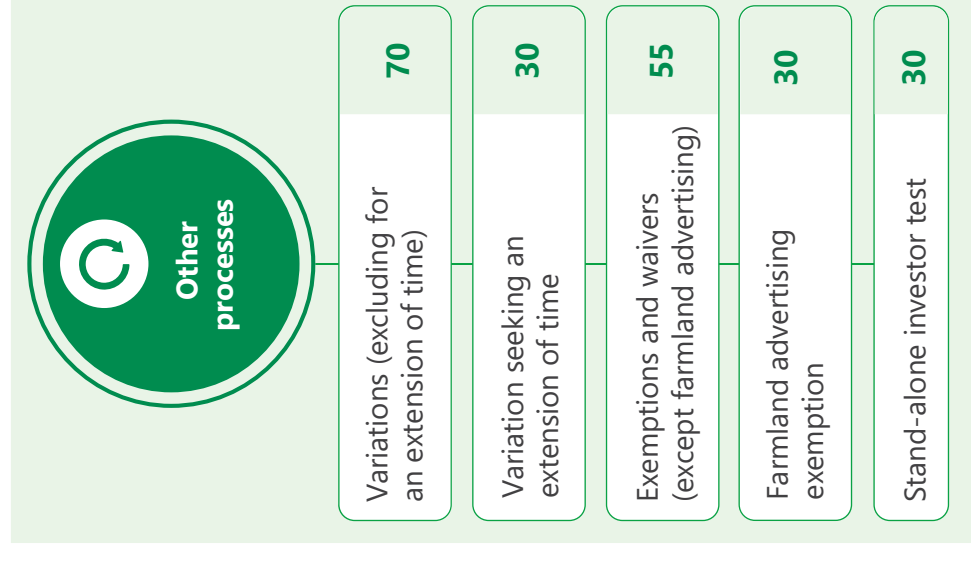 Other
processes
Variations (excluding for
an extension of time)
70
Variation seeking an
extension of time
30
Exemptions and waivers
(except farmland advertising)
55
Farmland advertising
exemption
30
Stand-alone investor test
30